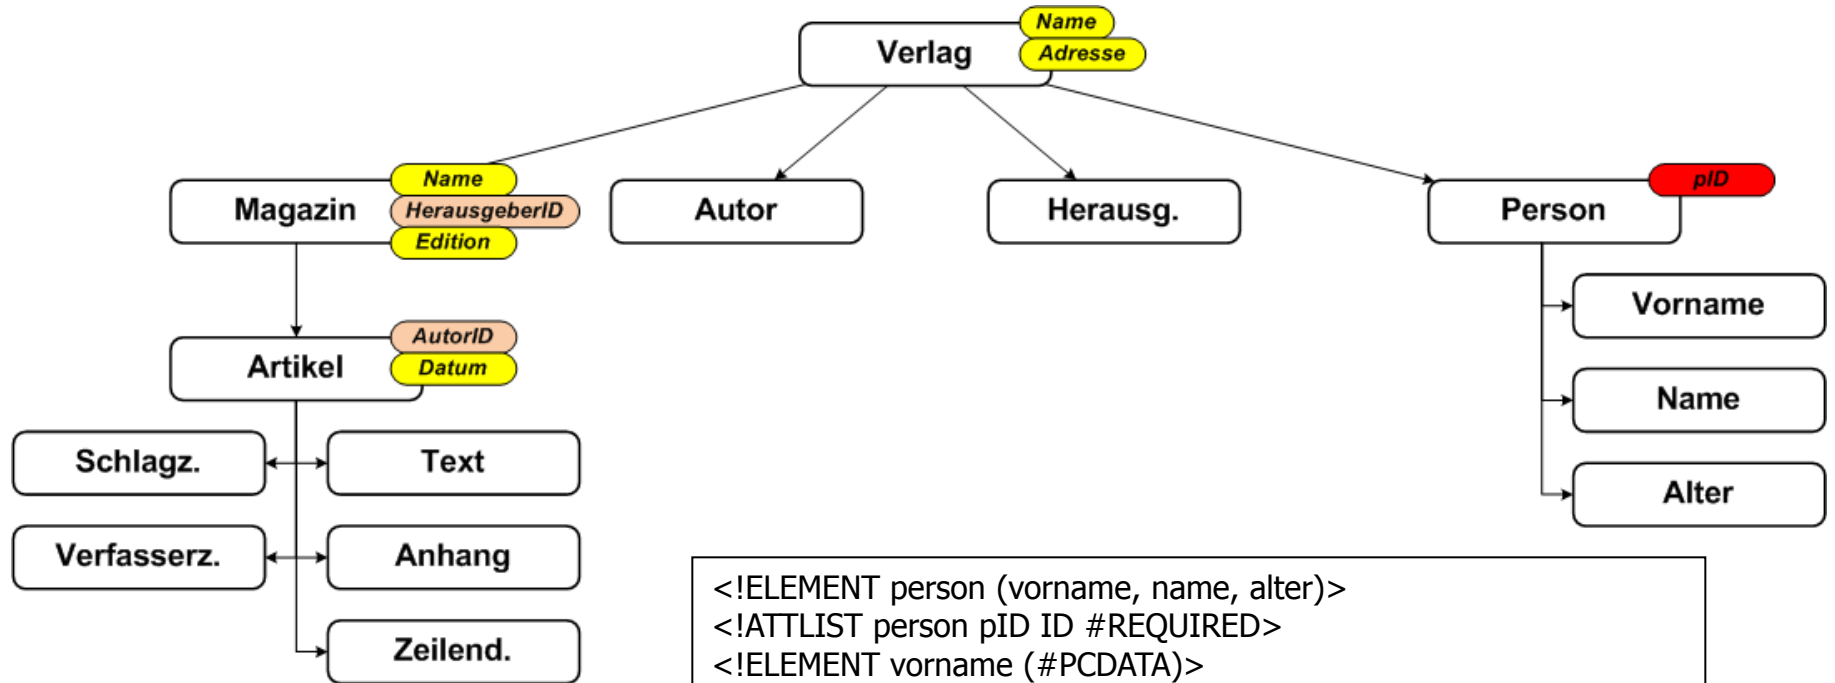 Name
Verlag
Adresse
Name
Magazin
HerausgeberID
Edition
Autor
Herausg.
pID
Person
Vorname
Name
Alter
AutorID
Artikel
Datum
Schlagz.
Text
Verfasserz.
Anhang
Zeilend.
<!ELEMENT person (vorname, name, alter)>
<!ATTLIST person pID ID #REQUIRED>
<!ELEMENT vorname (#PCDATA)>